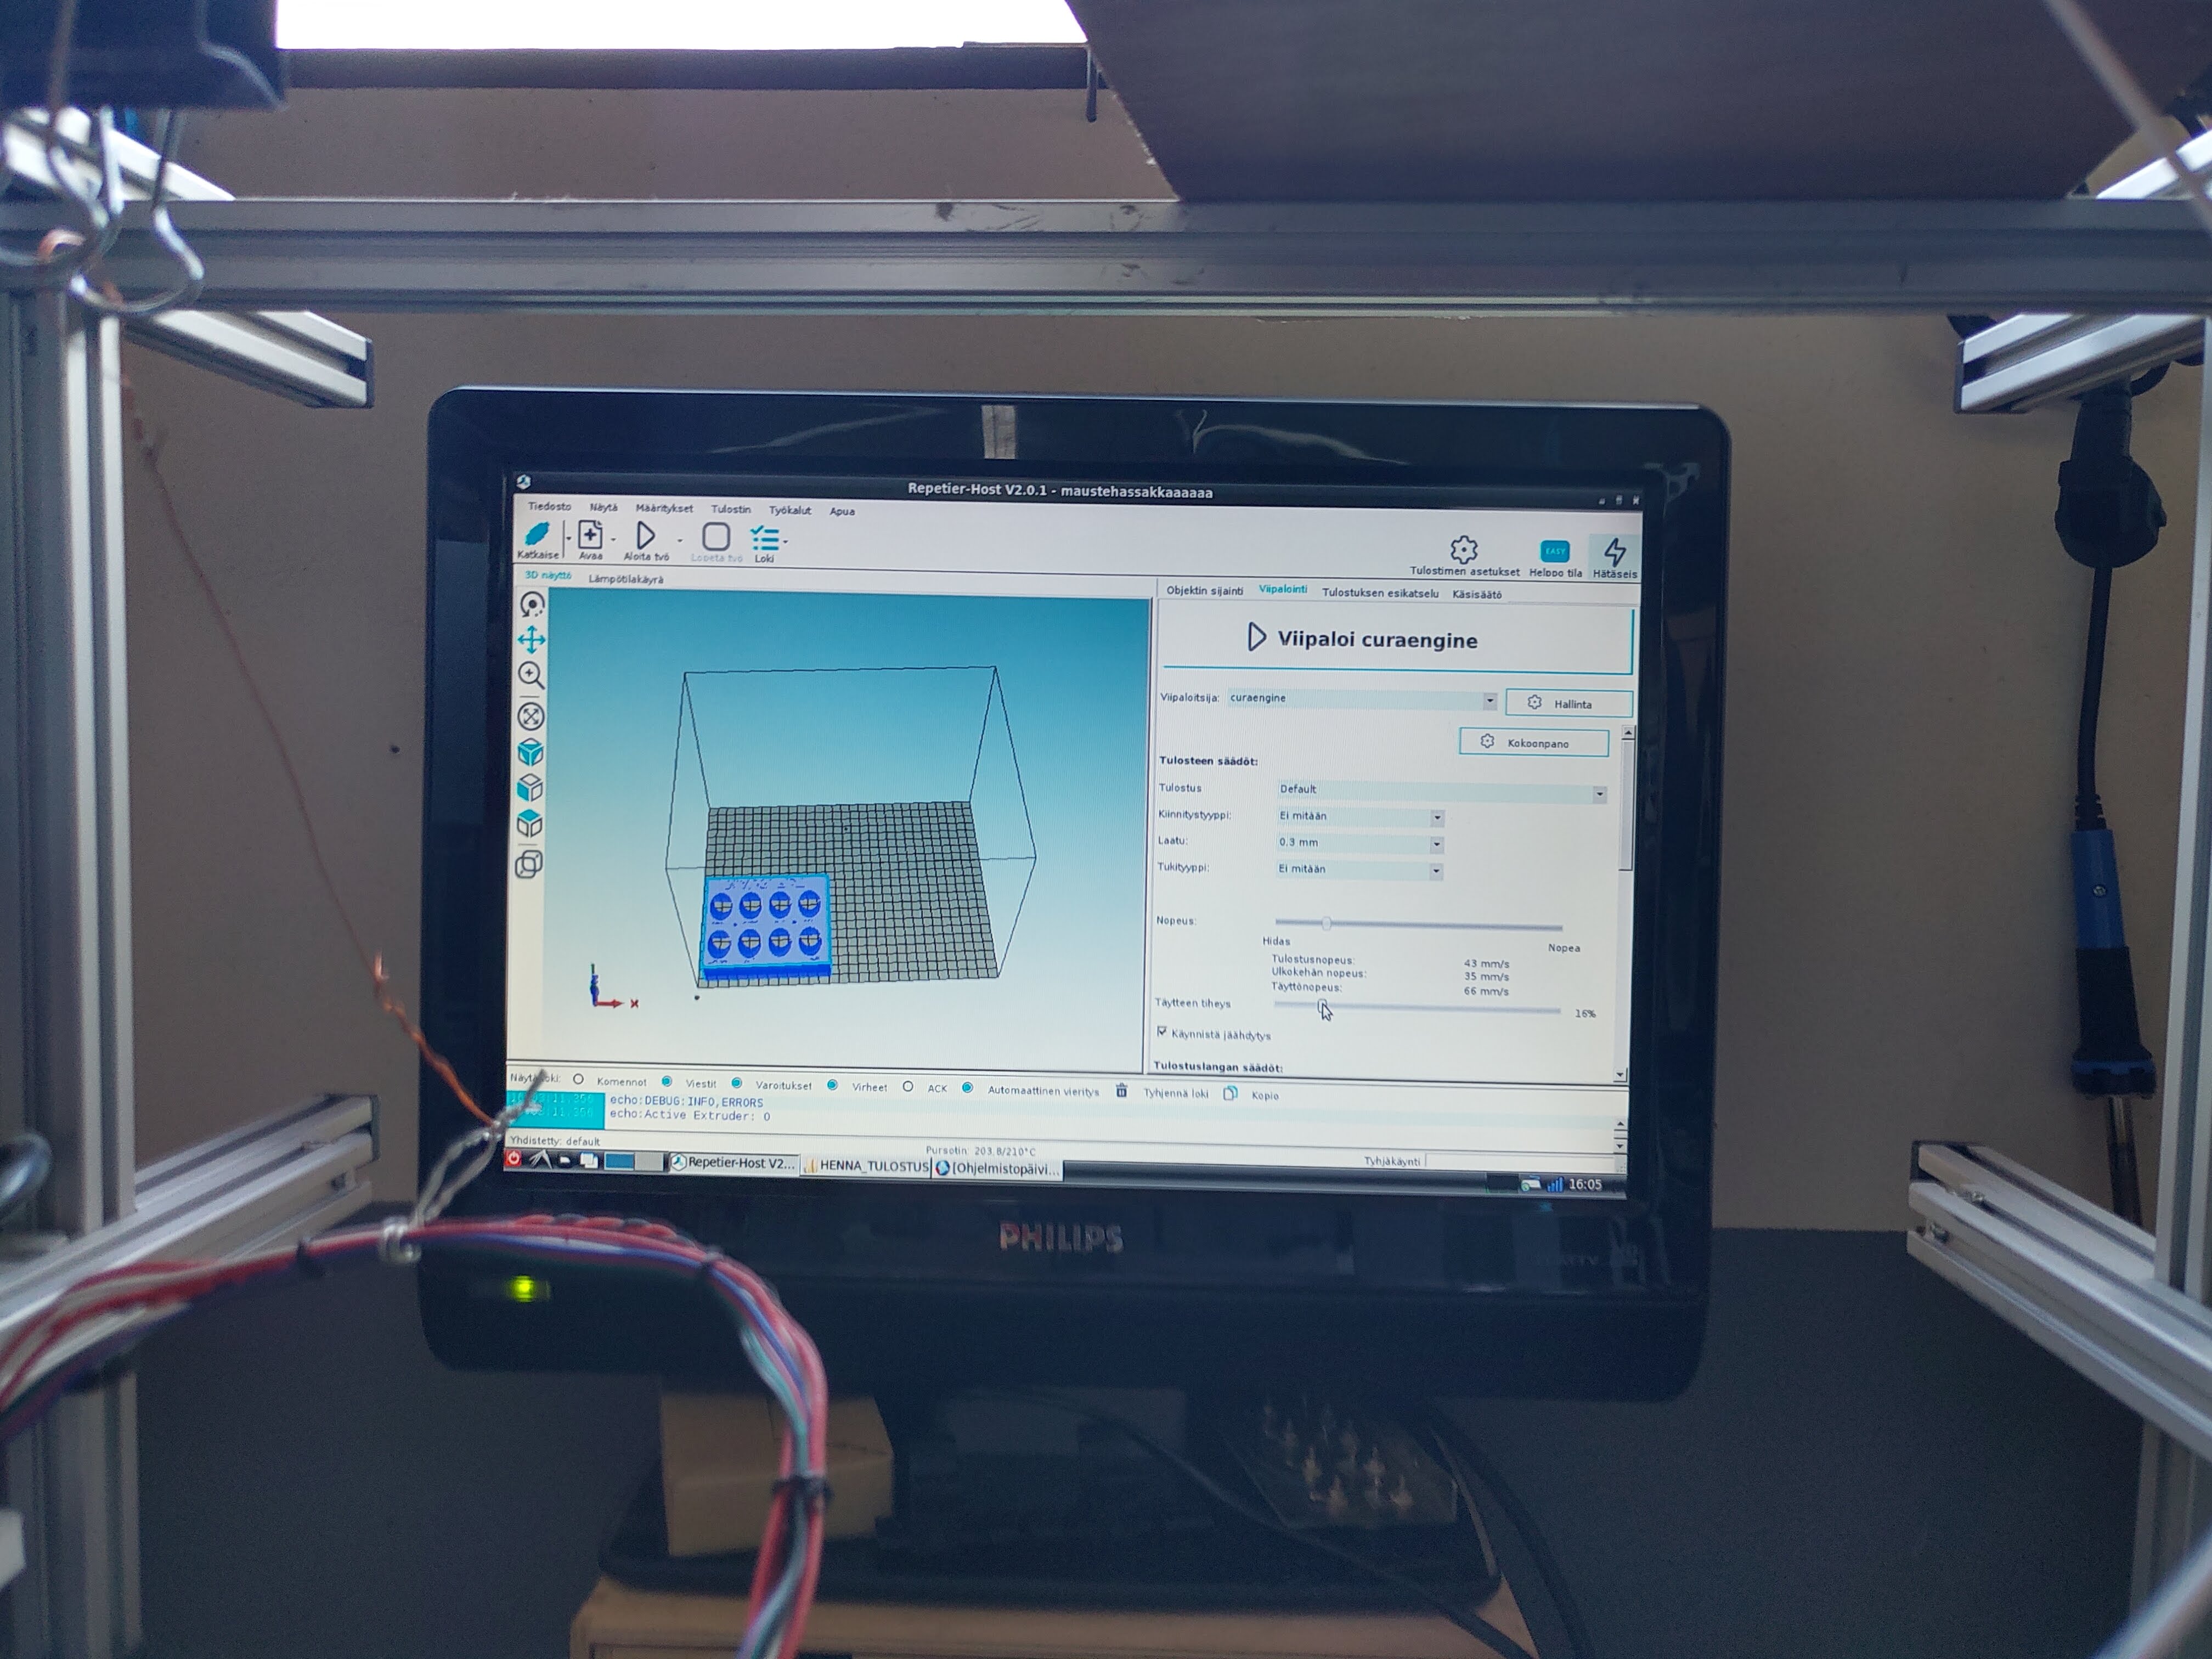 Repetier-Host V2.0.1 - maustehassakkaaaaaa
Tiedosto Näytä Määritykset Tulostin Työkalut Apua
Katkaise Avaa Aloita työ Lopeta työ Loki
EASY
Tulostimen asetukset Helppo tila Hätäseis
3D näyttö Lämpötilakäyrä
Objektin sijainti Viipalointi Tulostuksen esikatselu Käsisäätö
Viipaloi curaengine
Viipaloitsija: curaengine Hallinta
Kokoonpano
Tulosteen säädöt:
Tulostus Default
Kiinnitystyyppi: Ei mitään
Laatu: 0.3 mm
Tukityyppi: Ei mitään
Nopeus:
Hidas Nopea
Tulostusnopeus: 43 mm/s
Ulkokehän nopeus: 35 mm/s
Täyttönopeus: 66 mm/s
Täytteen tiheys 16%
Käynnistä jäähdytys
Tulostuslangan säädöt:
X
Komennot Viestit Varoitukset Virheet ACK Automaattinen vieritys Tyhjennä loki Kopio
echo:DEBUG:INFO,ERRORS
echo:Active Extruder: 0
Yhdistetty: default
Pursotin: 203.8/210°C
Tyhjäkäynti
Repetier-Host V2... HENNA_TULOSTUS [Ohjelmistopäivi...
16:05
PHILIPS